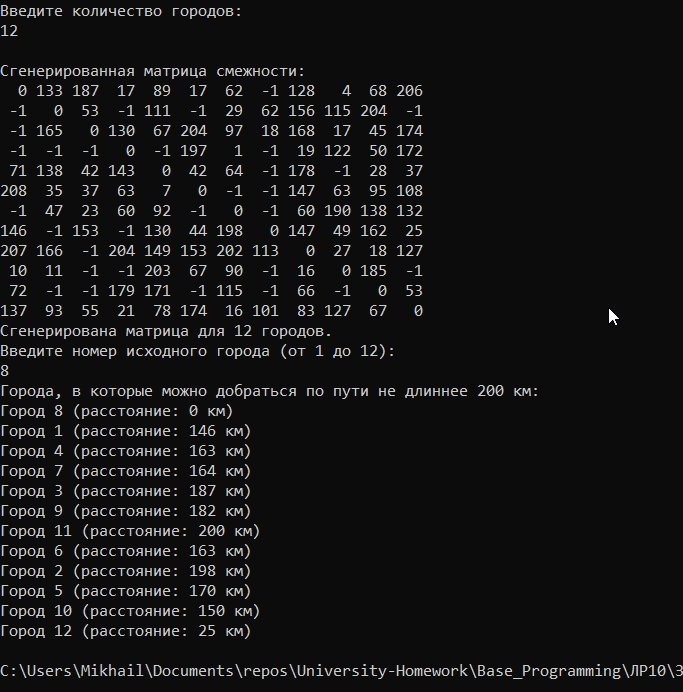 Введите количество городов:
12
Сгенерированная матрица смежности:
0 133 187 17 89 17 62 -1 128 4 68 206
-1 0 53 -1 111 -1 29 62 156 115 204 -1
-1 165 0 130 67 204 97 18 168 17 45 174
-1 -1 -1 0 -1 197 1 -1 19 122 50 172
71 138 42 143 0 42 64 -1 178 -1 28 37
208 35 37 63 7 0 -1 -1 147 63 95 108
-1 47 23 60 92 -1 0 -1 60 190 138 132
146 -1 153 -1 130 44 198 0 147 49 162 25
207 166 -1 204 149 153 202 113 0 27 18 127
10 11 -1 -1 203 67 90 -1 16 0 185 -1
72 -1 -1 179 171 -1 115 -1 66 -1 0 53
137 93 55 21 78 174 16 101 83 127 67 0
Сгенерирована матрица для 12 городов.
Введите номер исходного города (от 1 до 12):
8
Города, в которые можно добраться по пути не длиннее 200 км:
Город 8 (расстояние: 0 км)
Город 1 (расстояние: 146 км)
Город 4 (расстояние: 163 км)
Город 7 (расстояние: 164 км)
Город 3 (расстояние: 187 км)
Город 9 (расстояние: 182 км)
Город 11 (расстояние: 200 км)
Город 6 (расстояние: 163 км)
Город 2 (расстояние: 198 км)
Город 5 (расстояние: 170 км)
Город 10 (расстояние: 150 км)
Город 12 (расстояние: 25 км)
C:\Users\Mikhail\Documents\repos\University-Homework\Base_Programming\ЛР10\3